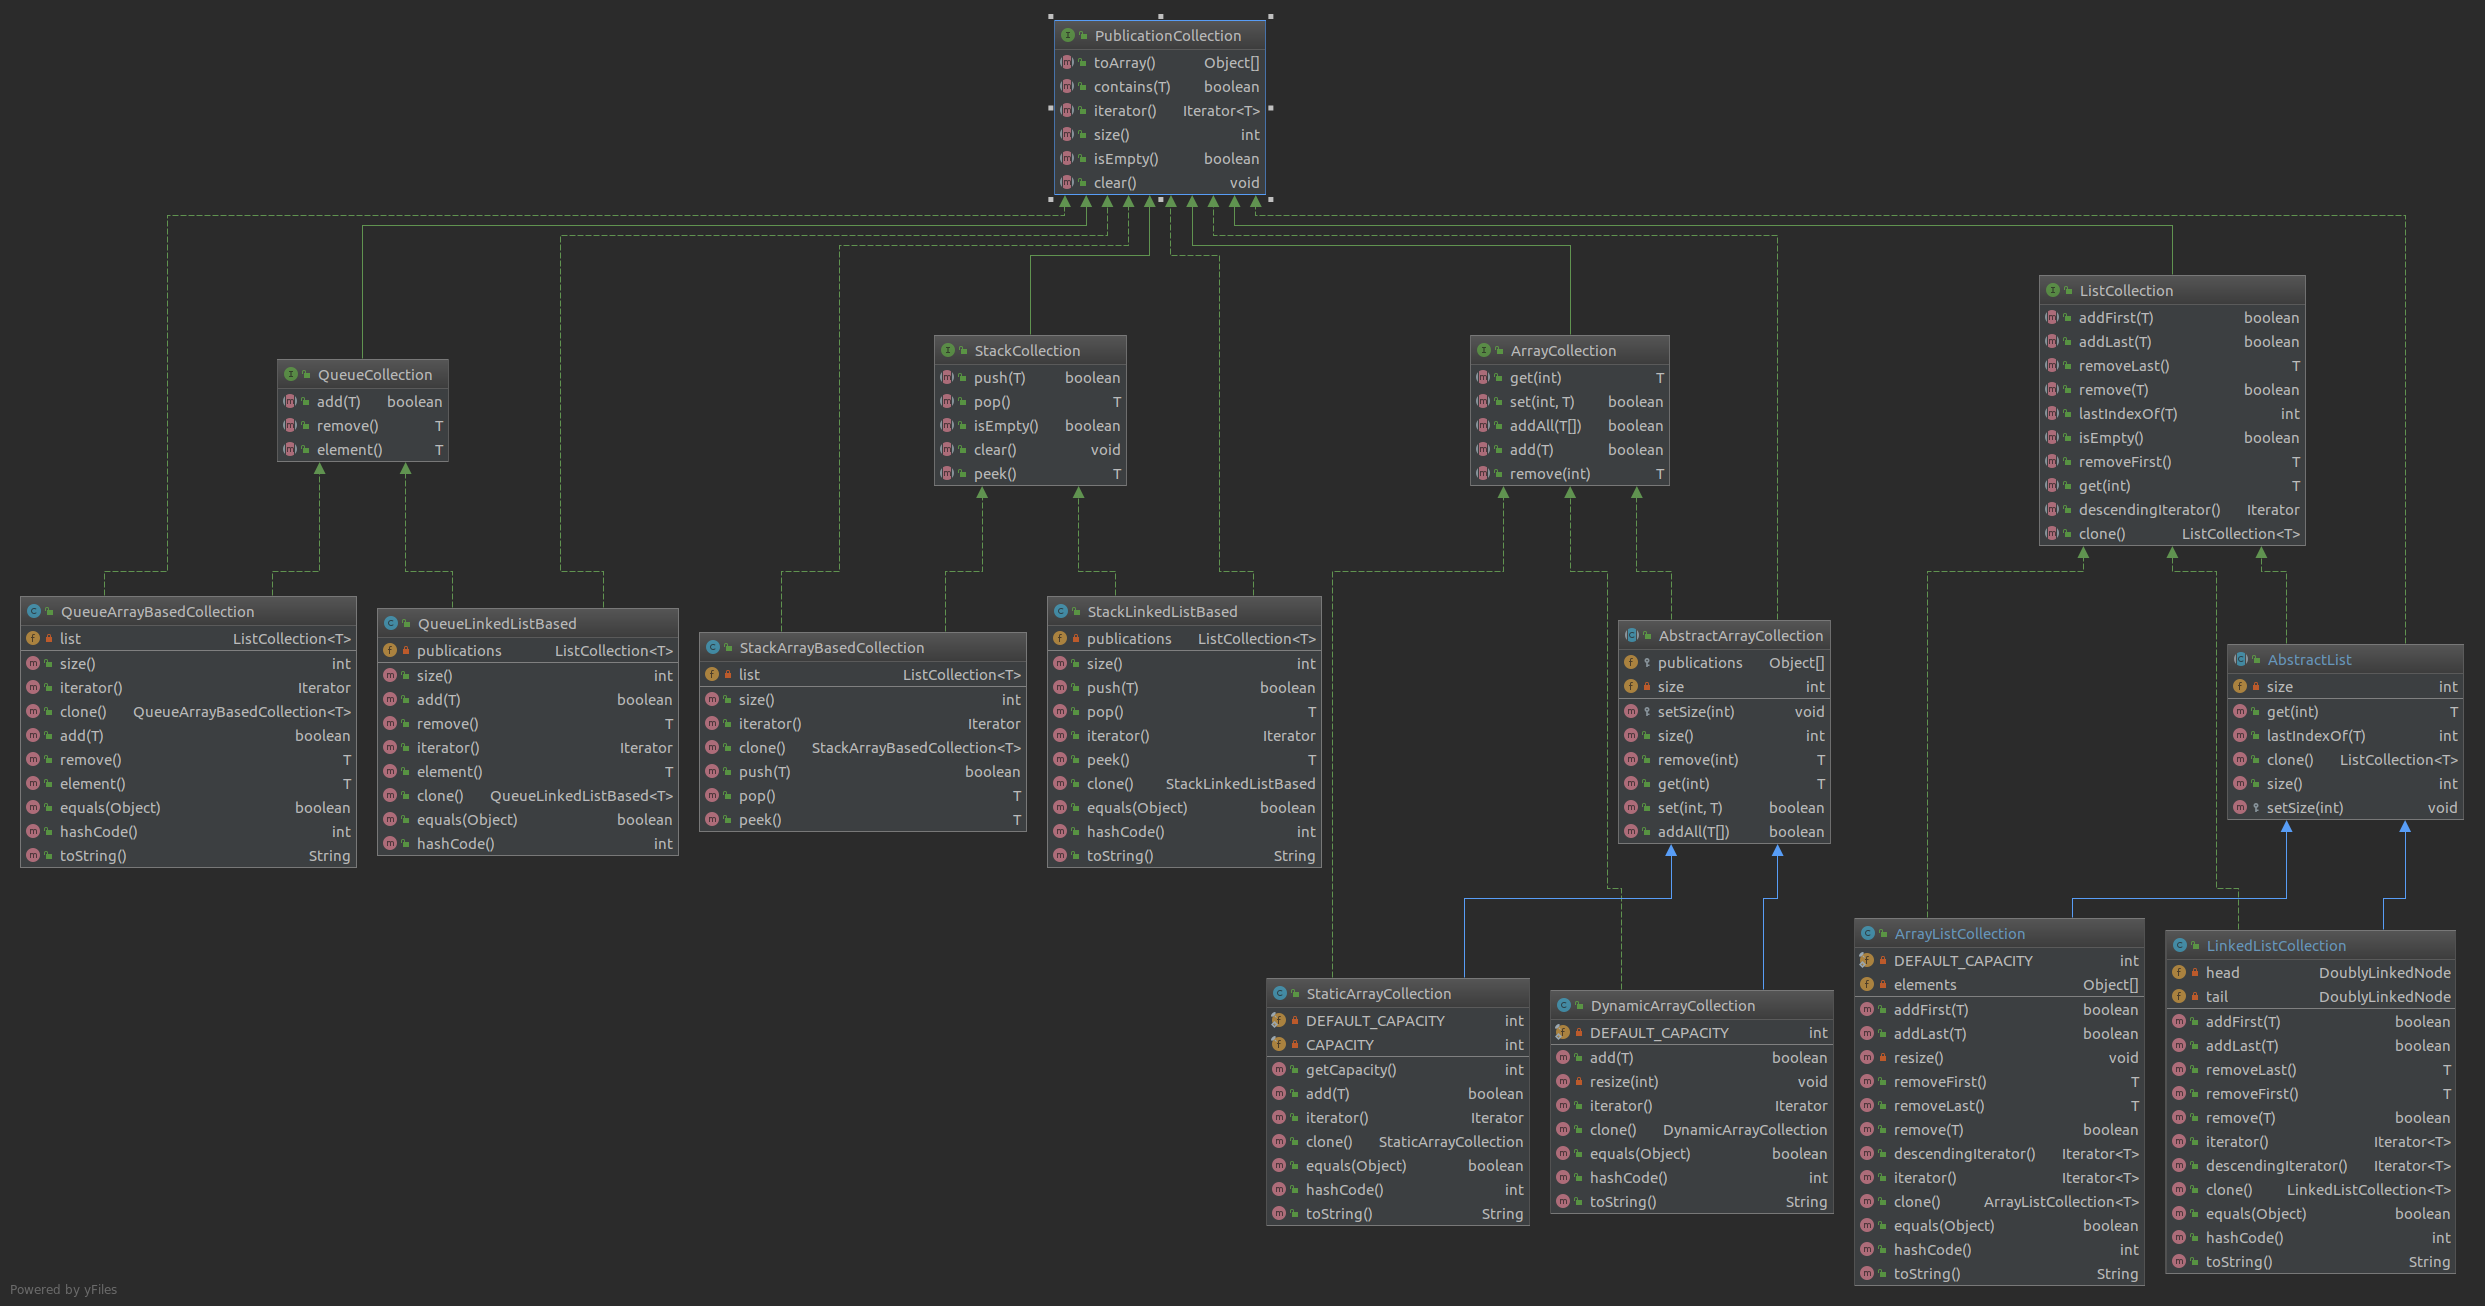 PublicationCollection
toArray() Object[]
contains(T) boolean
iterator() Iterator<T>
size() int
isEmpty() boolean
clear() void
QueueCollection
add(T) boolean
remove() T
element() T
StackCollection
push(T) boolean
pop() T
isEmpty() boolean
clear() void
peek() T
ArrayCollection
get(int) T
set(int, T) boolean
addAll(T[]) boolean
add(T) boolean
remove(int) T
ListCollection
addFirst(T) boolean
addLast(T) boolean
removeLast() T
remove(T) boolean
lastIndexOf(T) int
isEmpty() boolean
removeFirst() T
get(int) T
descendingIterator() Iterator
clone() ListCollection<T>
QueueArrayBasedCollection
list ListCollection<T>
size() int
iterator() Iterator
clone() QueueArrayBasedCollection<T>
add(T) boolean
remove() T
element() T
equals(Object) boolean
hashCode() int
toString() String
QueueLinkedListBased
publications ListCollection<T>
size() int
add(T) boolean
remove() T
iterator() Iterator
element() T
clone() QueueLinkedListBased<T>
equals(Object) boolean
hashCode() int
StackArrayBasedCollection
list ListCollection<T>
size() int
iterator() Iterator
clone() StackArrayBasedCollection<T>
push(T) boolean
pop() T
peek() T
StackLinkedListBased
publications ListCollection<T>
size() int
push(T) boolean
pop() T
iterator() Iterator
peek() T
clone() StackLinkedListBased
equals(Object) boolean
hashCode() int
toString() String
AbstractArrayCollection
publications Object[]
size int
setSize(int) void
size() int
remove(int) T
get(int) T
set(int, T) boolean
addAll(T[]) boolean
AbstractList
size int
get(int) T
lastIndexOf(T) int
clone() ListCollection<T>
size() int
setSize(int) void
StaticArrayCollection
DEFAULT_CAPACITY int
CAPACITY int
getCapacity() int
add(T) boolean
iterator() Iterator
clone() StaticArrayCollection
equals(Object) boolean
hashCode() int
toString() String
DynamicArrayCollection
DEFAULT_CAPACITY int
add(T) boolean
resize(int) void
iterator() Iterator
clone() DynamicArrayCollection
equals(Object) boolean
hashCode() int
toString() String
ArrayListCollection
DEFAULT_CAPACITY int
elements Object[]
addFirst(T) boolean
addLast(T) boolean
resize() void
removeFirst() T
removeLast() T
remove(T) boolean
descendingIterator() Iterator<T>
iterator() Iterator<T>
clone() ArrayListCollection<T>
equals(Object) boolean
hashCode() int
toString() String
LinkedListCollection
head DoublyLinkedNode
tail DoublyLinkedNode
addFirst(T) boolean
addLast(T) boolean
removeLast() T
removeFirst() T
remove(T) boolean
iterator() Iterator<T>
descendingIterator() Iterator<T>
clone() LinkedListCollection<T>
equals(Object) boolean
hashCode() int
toString() String
Powered by yFiles